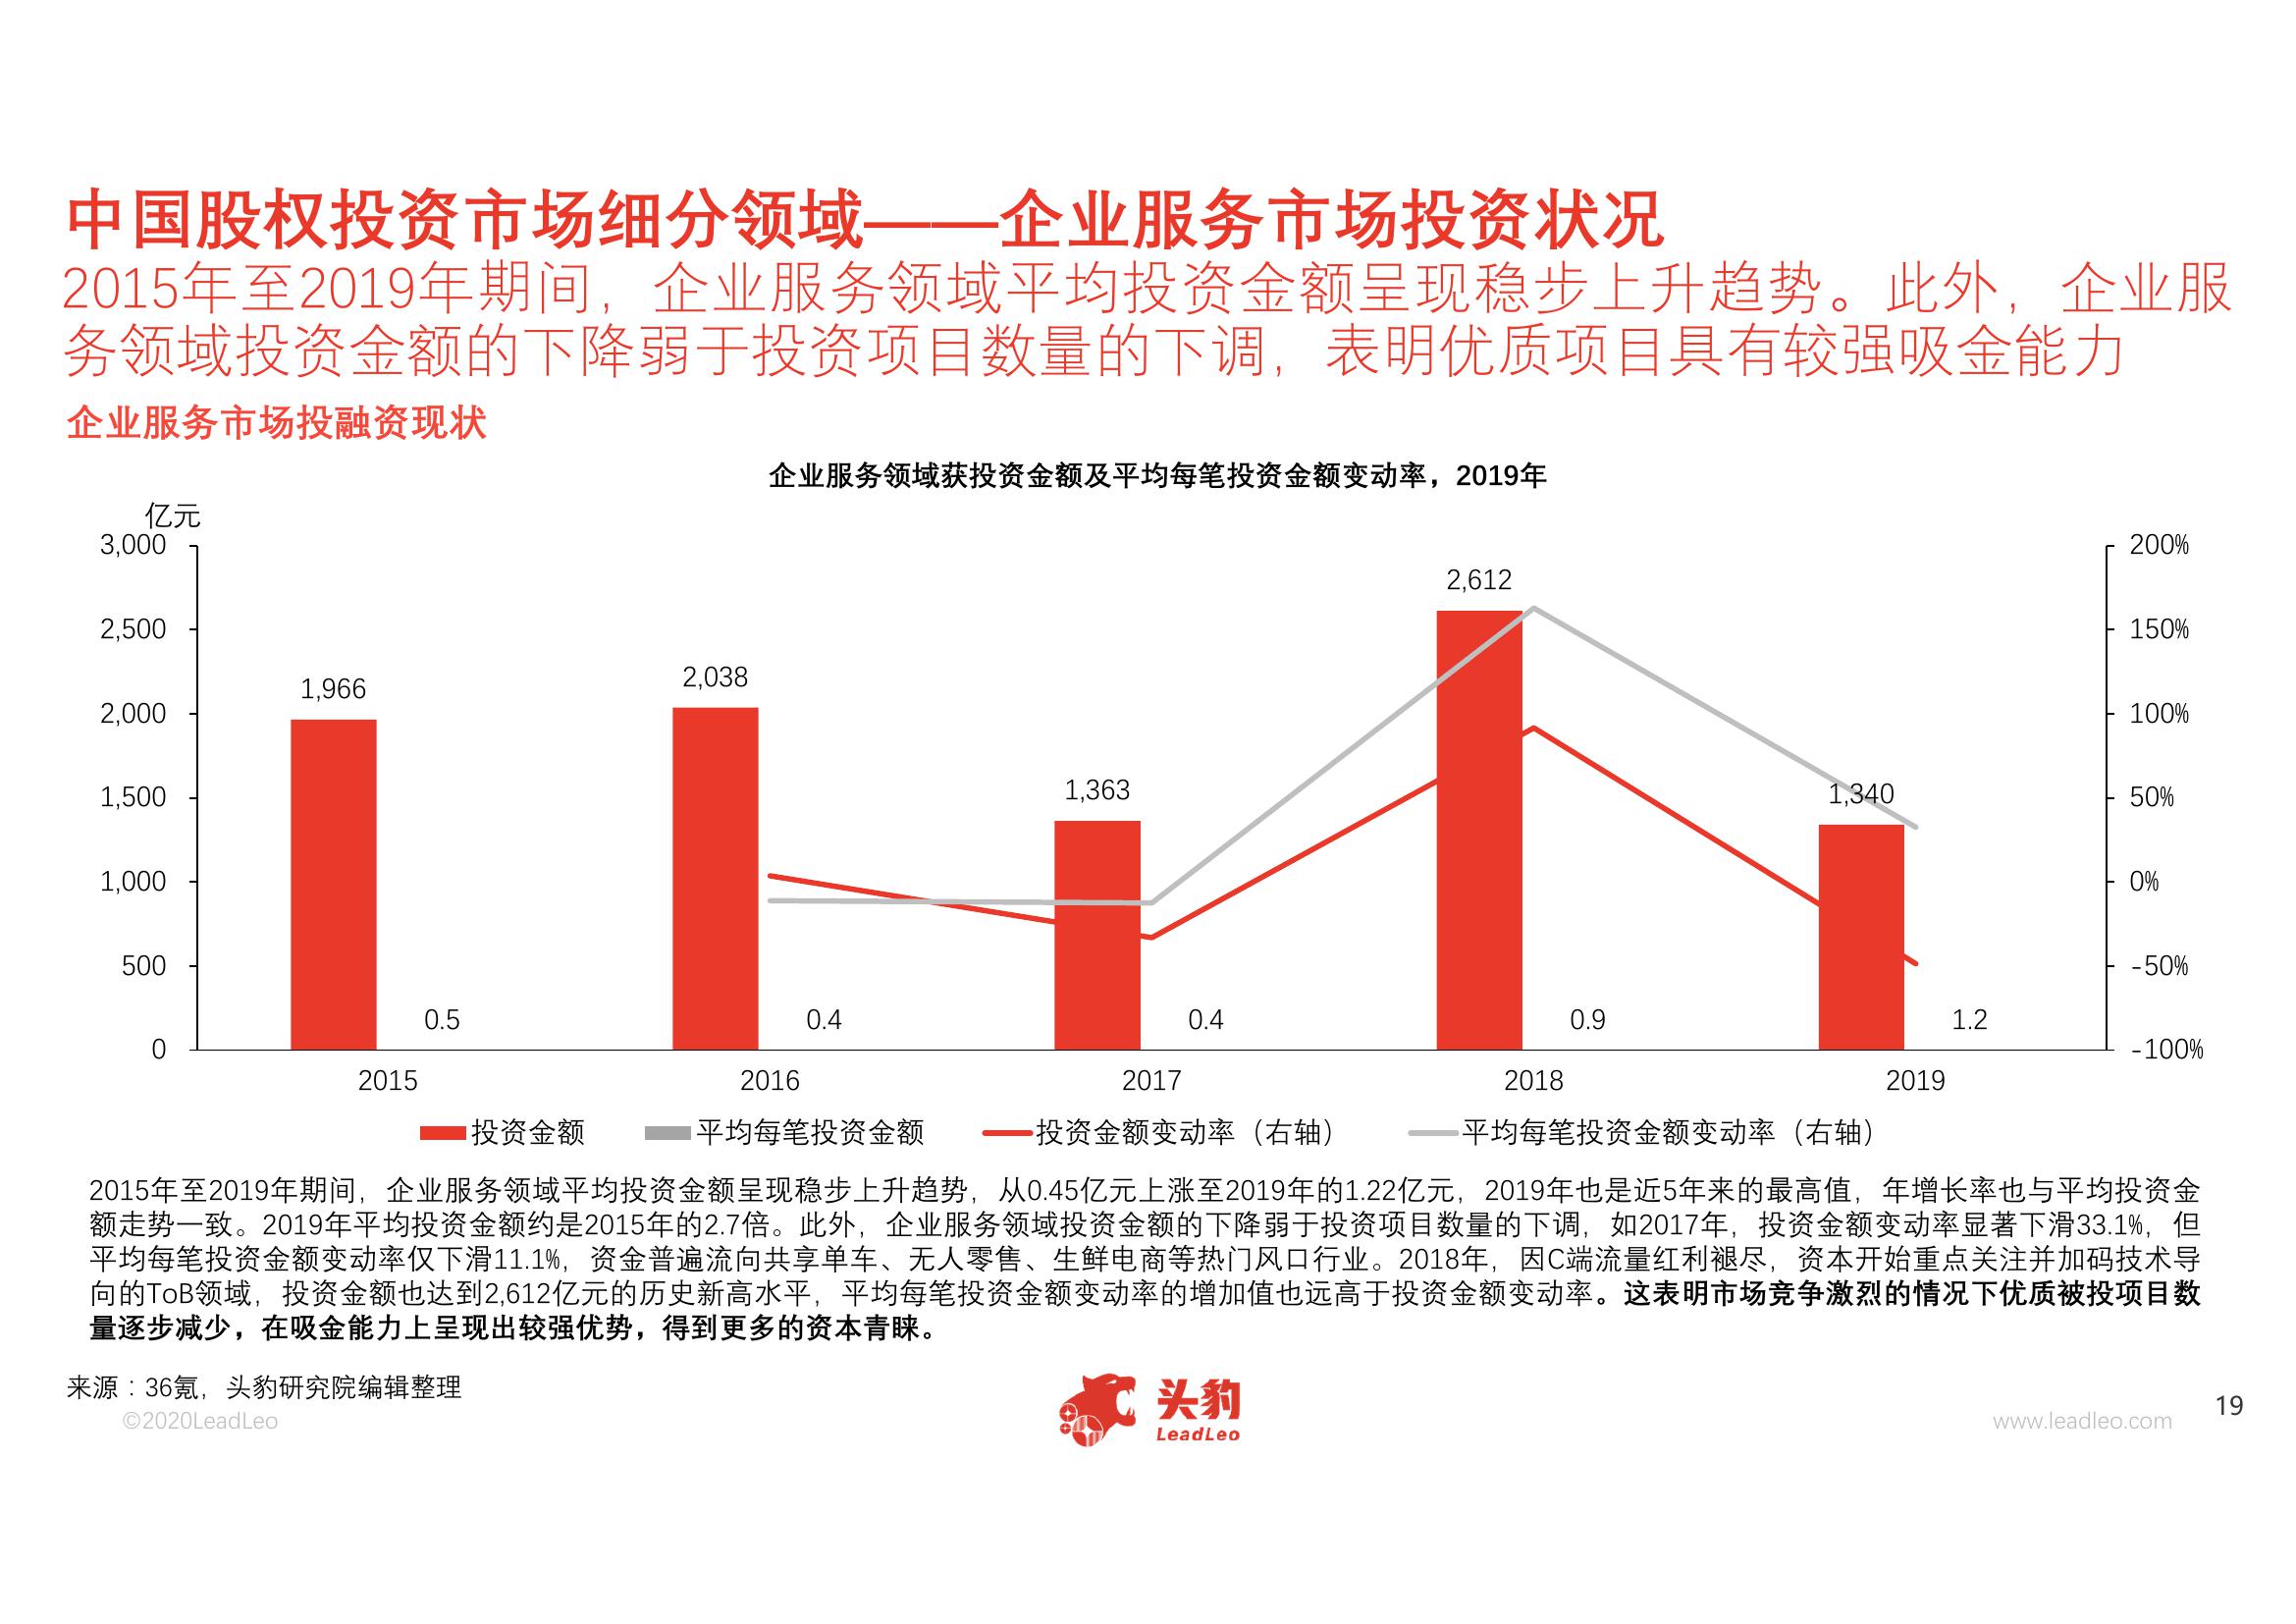 中国股权投资市场细分领域——企业服务市场投资状况
2015年至2019年期间，企业服务领域平均投资金额呈现稳步上升趋势。此外，企业服
务领域投资金额的下降弱于投资项目数量的下调，表明优质项目具有较强吸金能力
企业服务市场投融资现状
企业服务领域获投资金额及平均每笔投资金额变动率，2019年
亿元
3,000
2,500
2,000
1,500
1,000
500
0
200%
150%
100%
50%
0%
-50%
-100%
1,966
2,038
1,363
2,612
1,340
0.5
0.4
0.4
0.9
1.2
2015
2016
2017
2018
2019
投资金额
平均每笔投资金额
投资金额变动率（右轴）
平均每笔投资金额变动率（右轴）
2015年至2019年期间，企业服务领域平均投资金额呈现稳步上升趋势，从0.45亿元上涨至2019年的1.22亿元，2019年也是近5年来的最高值，年增长率也与平均投资金
额走势一致。2019年平均投资金额约是2015年的2.7倍。此外，企业服务领域投资金额的下降弱于投资项目数量的下调，如2017年，投资金额变动率显著下滑33.1%，但
平均每笔投资金额变动率仅下滑11.1%，资金普遍流向共享单车、无人零售、生鲜电商等热门风口行业。2018年，因C端流量红利褪尽，资本开始重点关注并加码技术导
向的ToB领域，投资金额也达到2,612亿元的历史新高水平，平均每笔投资金额变动率的增加值也远高于投资金额变动率。这表明市场竞争激烈的情况下优质被投项目数
量逐步减少，在吸金能力上呈现出较强优势，得到更多的资本青睐。
来源：36氪，头豹研究院编辑整理
©2020LeadLeo
头豹
LeadLeo
www.leadleo.com
19